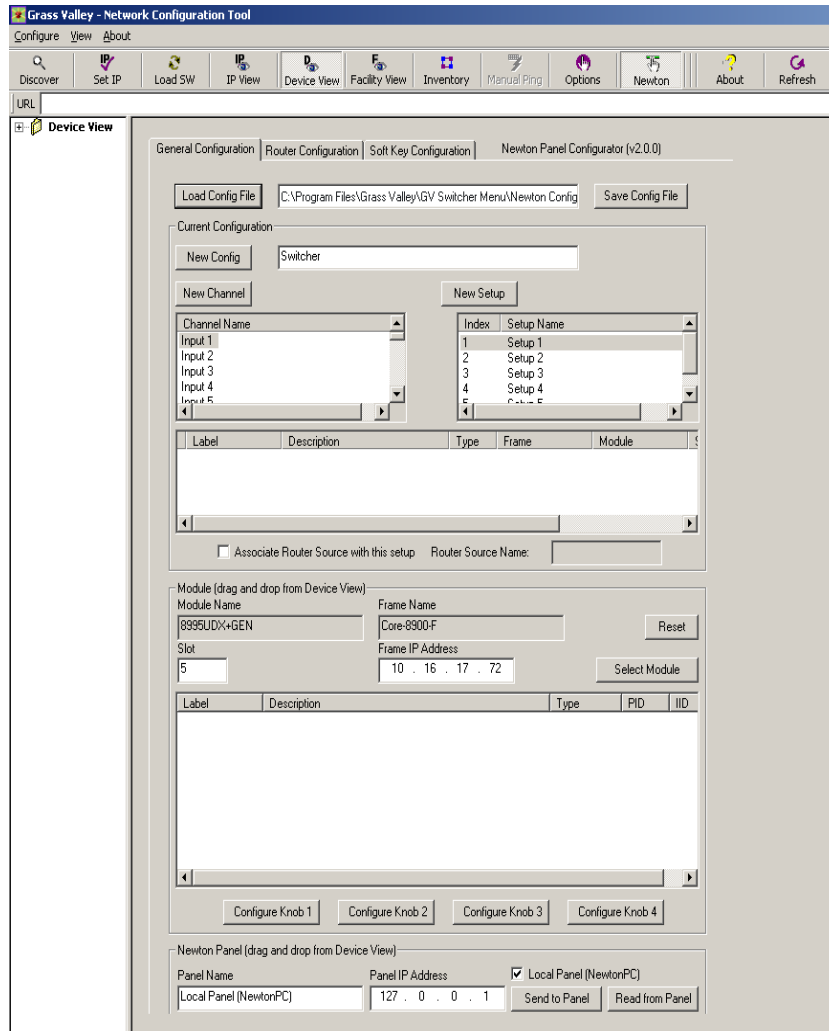 Grass Valley - Network Configuration Tool
Configure View About
Discover Set IP Load SW IP View Device View Facility View Inventory Manual Ping Options Newton About Refresh
URL
Device View
General Configuration Router Configuration Soft Key Configuration Newton Panel Configurator (v2.0.0)
Load Config File C:\Program Files\Grass Valley\GV Switcher Menu\Newton Config Save Config File
Current Configuration
New Config Switcher
New Channel New Setup
Channel Name Index Setup Name
Input 1 1 Setup 1
Input 2 2 Setup 2
Input 3 3 Setup 3
Input 4 4 Setup 4
Input 5 5 Setup 5
Label Description Type Frame Module S
Associate Router Source with this setup Router Source Name:
Module (drag and drop from Device View)
Module Name Frame Name
8995UDX+GEN Core-8900-F Reset
Slot Frame IP Address
5 10 . 16 . 17 . 72 Select Module
Label Description Type PID IID
Configure Knob 1 Configure Knob 2 Configure Knob 3 Configure Knob 4
Newton Panel (drag and drop from Device View)
Panel Name Panel IP Address Local Panel (NewtonPC)
Local Panel (NewtonPC) 127 . 0 . 0 . 1 Send to Panel Read from Panel